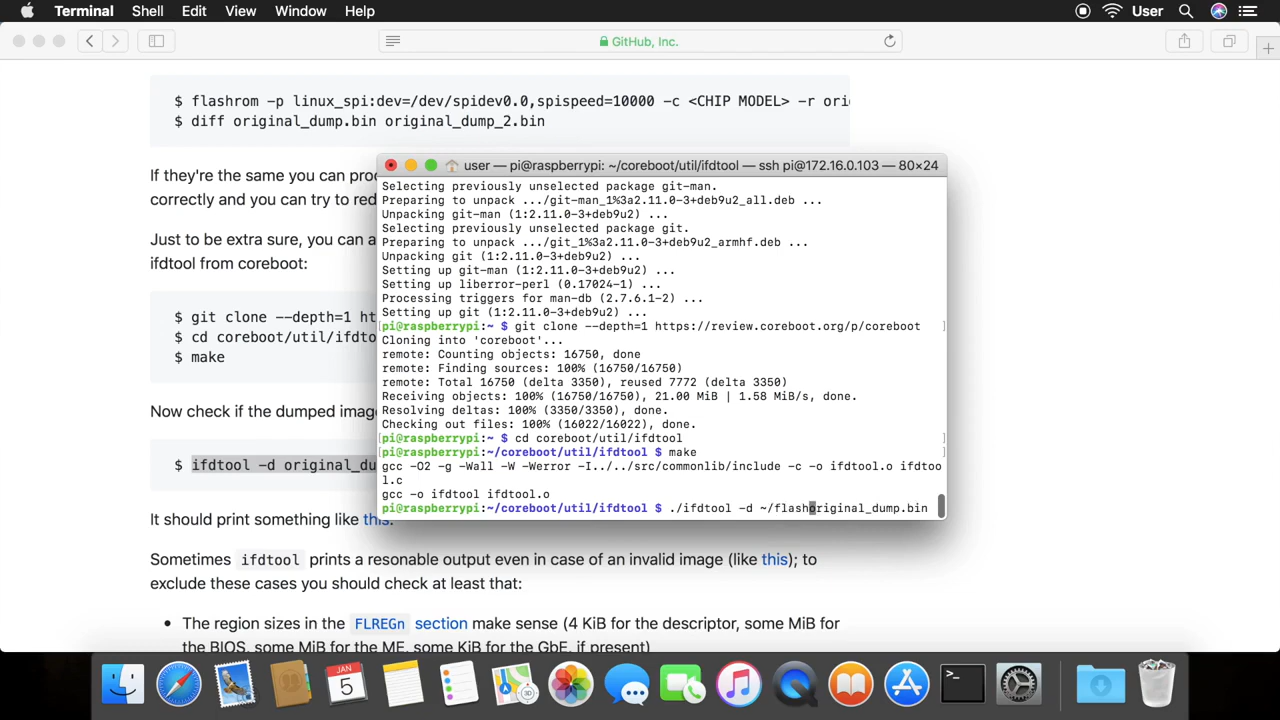 Terminal Shell Edit View Window Help User
GitHub, Inc.
$ flashrom -p linux_spi:dev=/dev/spidev0.0,spispeed=10000 -c <CHIP MODEL> -r ori
$ diff original_dump.bin original_dump_2.bin
If they're the same you can pro
correctly and you can try to red
Just to be extra sure, you can a
ifdtool from coreboot:
$ git clone --depth=1 h
$ cd coreboot/util/ifdto
$ make
Now check if the dumped imag
$ ifdtool -d original_du
It should print something like this.
Sometimes ifdtool prints a resonable output even in case of an invalid image (like this); to
exclude these cases you should check at least that:
• The region sizes in the FLREGn section make sense (4 KiB for the descriptor, some MiB for
the BIOS, some MiB for the ME, some KiB for the GbE, if present)
user — pi@raspberrypi: ~/coreboot/util/ifdtool — ssh pi@172.16.0.103 — 80×24
Selecting previously unselected package git-man.
Preparing to unpack .../git-man_1%3a2.11.0-3+deb9u2_all.deb ...
Unpacking git-man (1:2.11.0-3+deb9u2) ...
Selecting previously unselected package git.
Preparing to unpack .../git_1%3a2.11.0-3+deb9u2_armhf.deb ...
Unpacking git (1:2.11.0-3+deb9u2) ...
Setting up git-man (1:2.11.0-3+deb9u2) ...
Setting up liberror-perl (0.17024-1) ...
Processing triggers for man-db (2.7.6.1-2) ...
Setting up git (1:2.11.0-3+deb9u2) ...
[pi@raspberrypi:~ $ git clone --depth=1 https://review.coreboot.org/p/coreboot ]
Cloning into 'coreboot'...
remote: Counting objects: 16750, done
remote: Finding sources: 100% (16750/16750)
remote: Total 16750 (delta 3350), reused 7772 (delta 3350)
Receiving objects: 100% (16750/16750), 21.00 MiB | 1.58 MiB/s, done.
Resolving deltas: 100% (3350/3350), done.
Checking out files: 100% (16022/16022), done.
[pi@raspberrypi:~ $ cd coreboot/util/ifdtool ]
[pi@raspberrypi:~/coreboot/util/ifdtool $ make ]
gcc -O2 -g -Wall -W -Werror -I../../src/commonlib/include -c -o ifdtool.o ifdtoo
l.c
gcc -o ifdtool ifdtool.o
pi@raspberrypi:~/coreboot/util/ifdtool $ ./ifdtool -d ~/flashoriginal_dump.bin
JAN
5
3D
>_